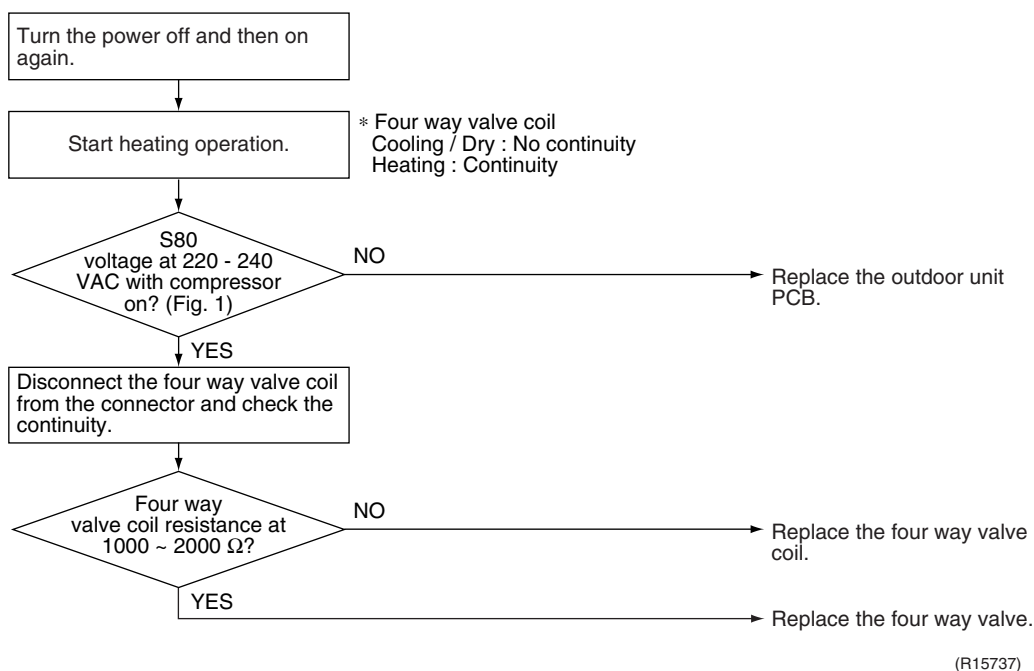 Turn the power off and then on
again.
Start heating operation.
∗ Four way valve coil
Cooling / Dry : No continuity
Heating : Continuity
S80
voltage at 220 - 240
VAC with compressor
on? (Fig. 1)
NO
Replace the outdoor unit
PCB.
YES
Disconnect the four way valve coil
from the connector and check the
continuity.
Four way
valve coil resistance at
1000 ~ 2000 Ω?
NO
Replace the four way valve
coil.
YES
Replace the four way valve.
(R15737)